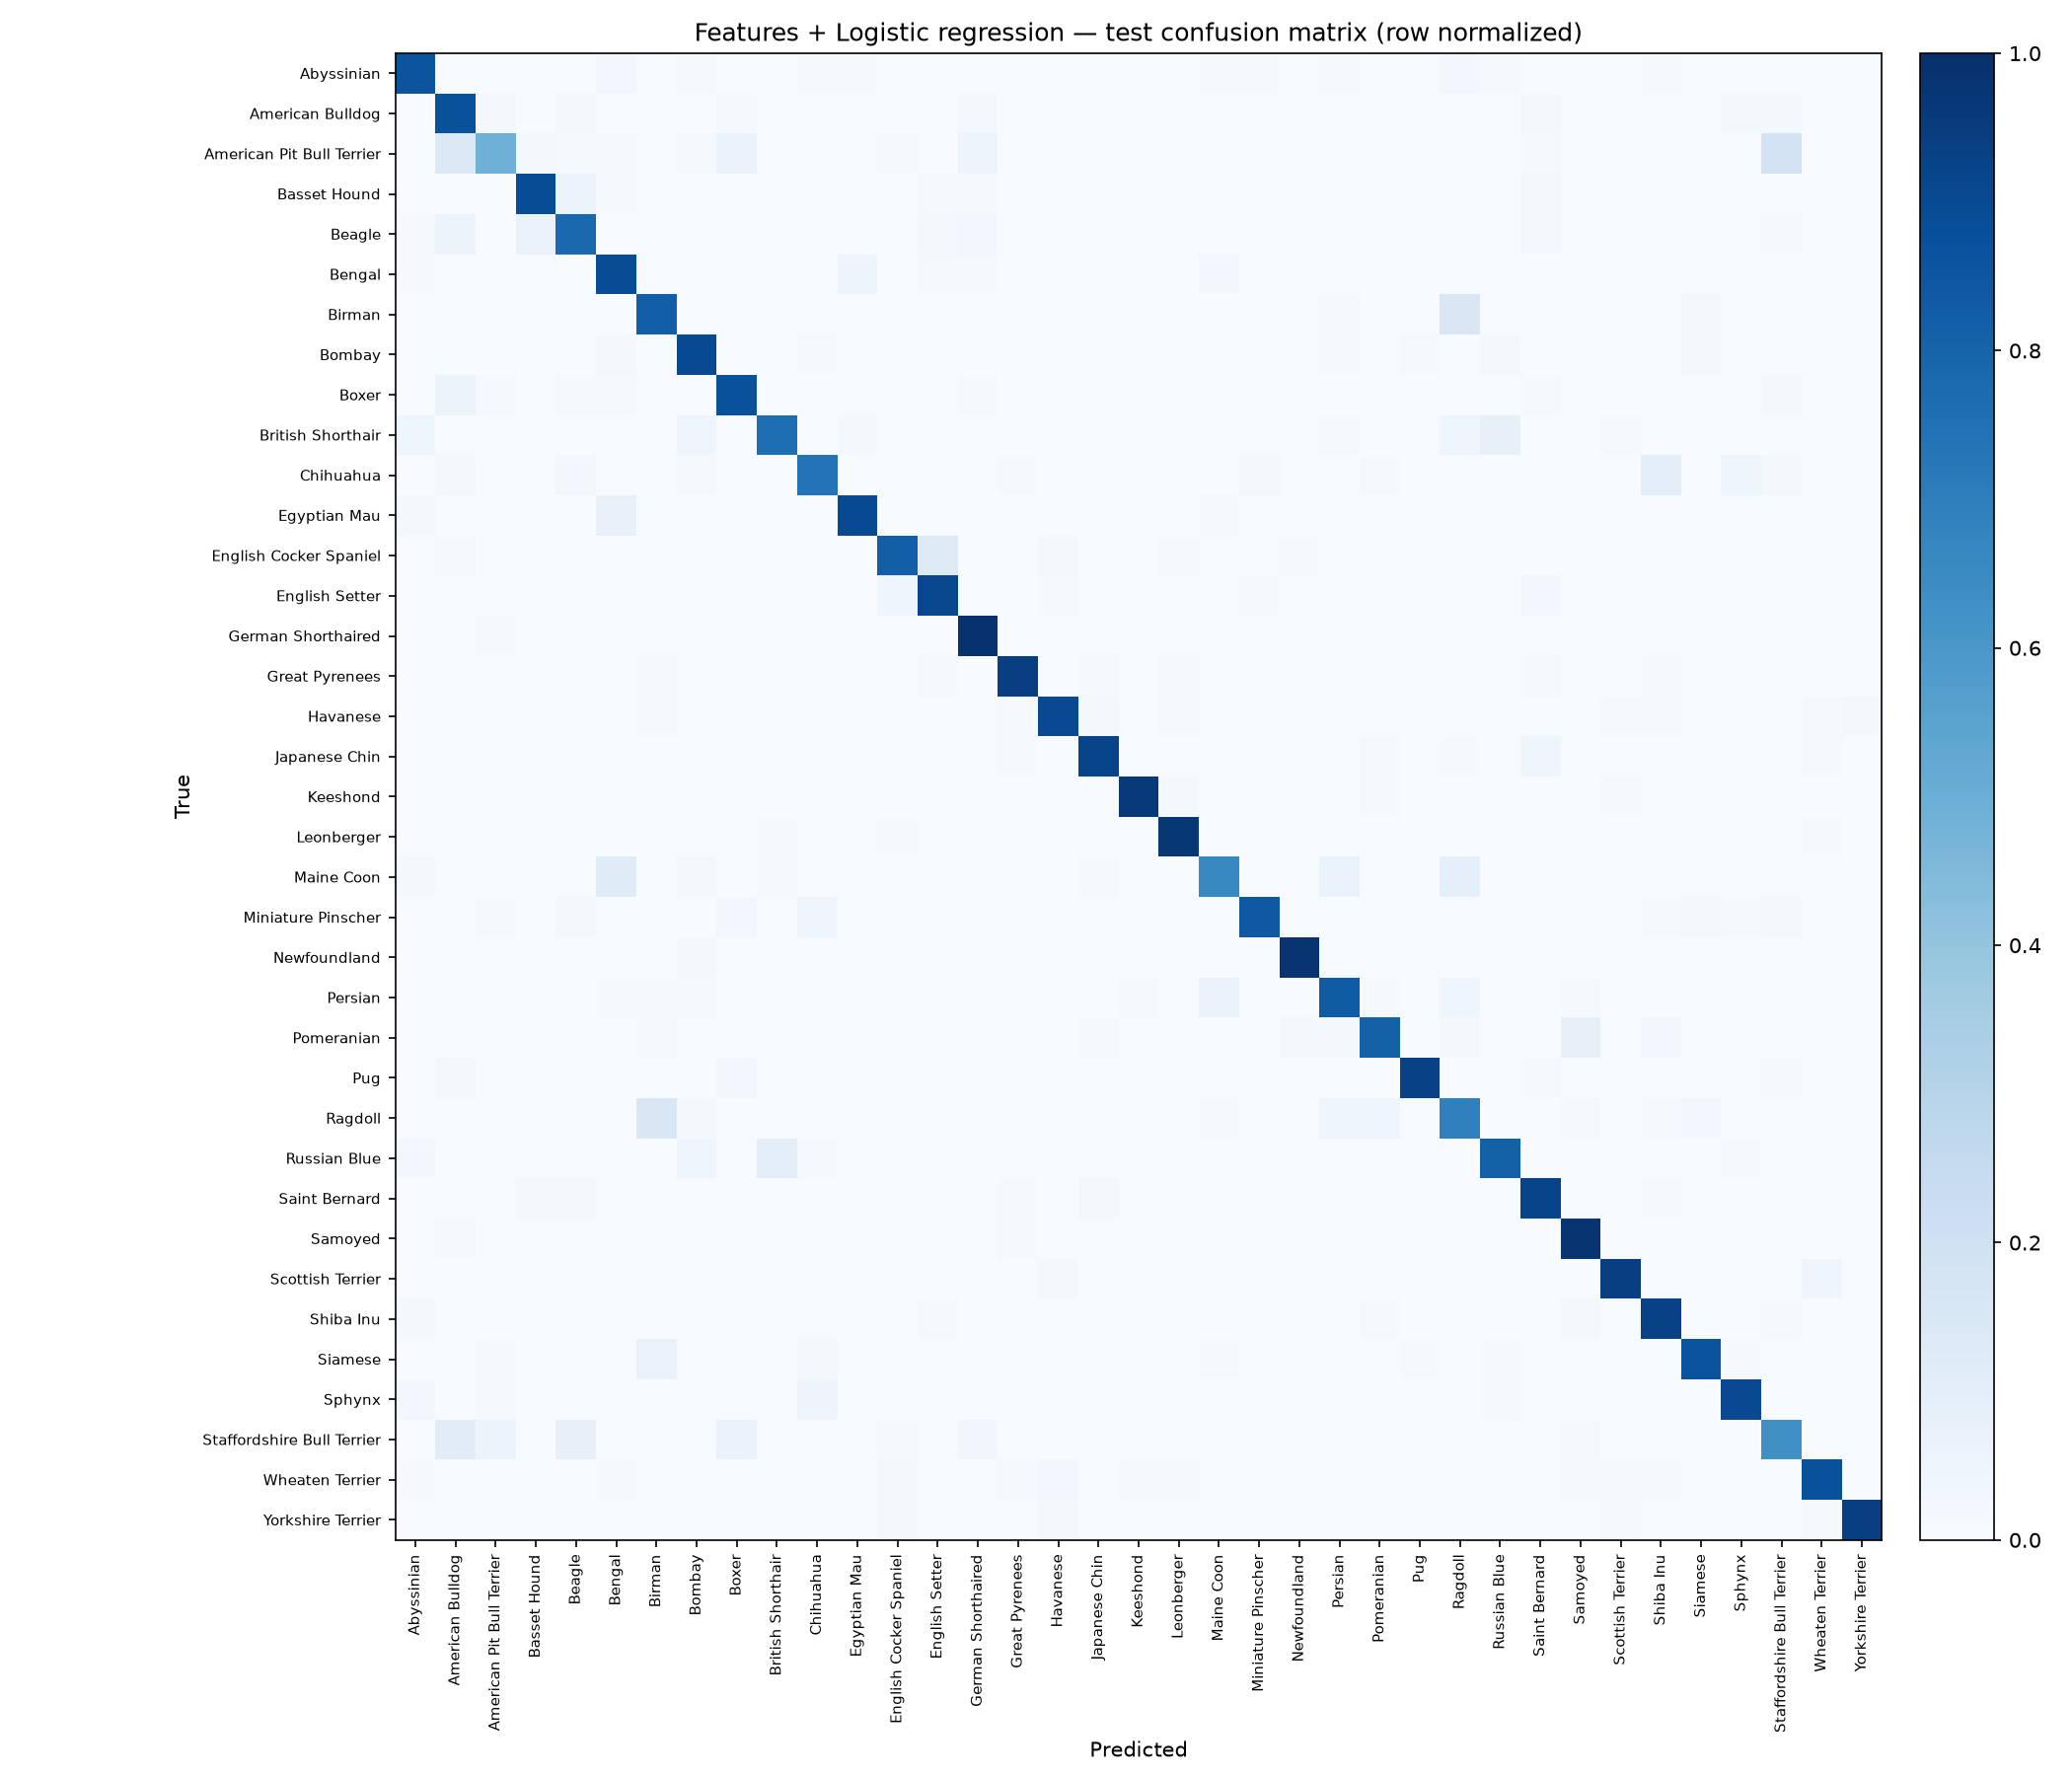 Features + Logistic regression — test confusion matrix (row normalized)
Abyssinian
American Bulldog
American Pit Bull Terrier
Basset Hound
Beagle
Bengal
Birman
Bombay
Boxer
British Shorthair
Chihuahua
Egyptian Mau
English Cocker Spaniel
English Setter
German Shorthaired
Great Pyrenees
Havanese
Japanese Chin
Keeshond
Leonberger
Maine Coon
Miniature Pinscher
Newfoundland
Persian
Pomeranian
Pug
Ragdoll
Russian Blue
Saint Bernard
Samoyed
Scottish Terrier
Shiba Inu
Siamese
Sphynx
Staffordshire Bull Terrier
Wheaten Terrier
Yorkshire Terrier
True
Abyssinian
American Bulldog
American Pit Bull Terrier
Basset Hound
Beagle
Bengal
Birman
Bombay
Boxer
British Shorthair
Chihuahua
Egyptian Mau
English Cocker Spaniel
English Setter
German Shorthaired
Great Pyrenees
Havanese
Japanese Chin
Keeshond
Leonberger
Maine Coon
Miniature Pinscher
Newfoundland
Persian
Pomeranian
Pug
Ragdoll
Russian Blue
Saint Bernard
Samoyed
Scottish Terrier
Shiba Inu
Siamese
Sphynx
Staffordshire Bull Terrier
Wheaten Terrier
Yorkshire Terrier
Predicted
1.0
0.8
0.6
0.4
0.2
0.0